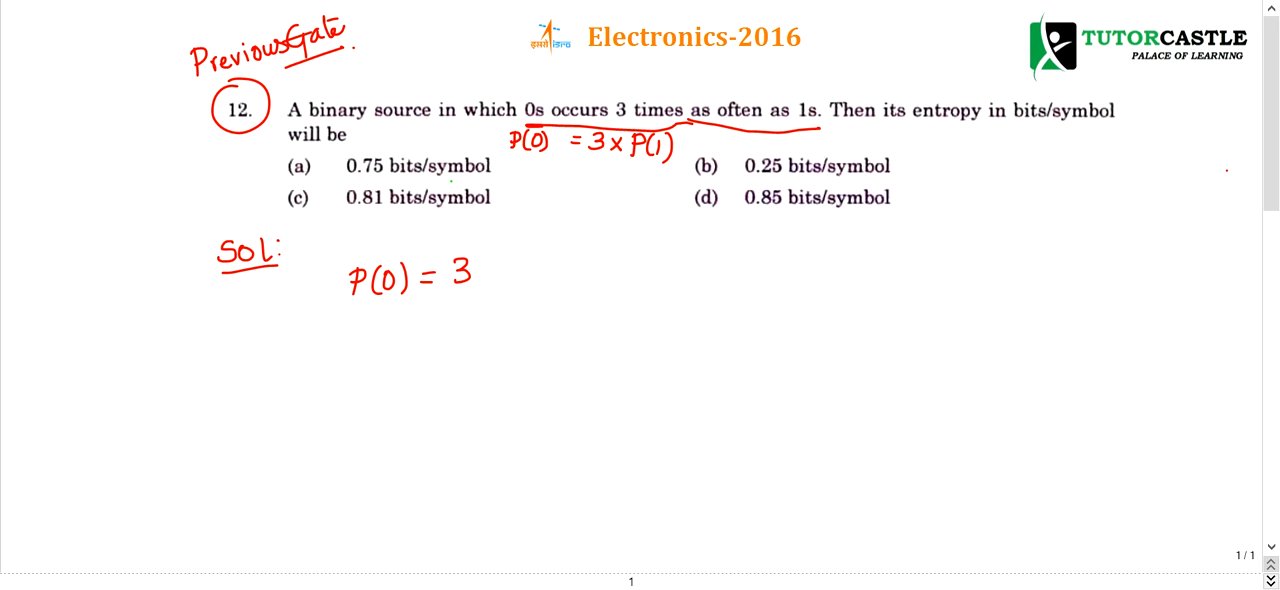 Previous Gate
इसरो isro
Electronics-2016
TUTORCASTLE
PALACE OF LEARNING
12. A binary source in which 0s occurs 3 times as often as 1s. Then its entropy in bits/symbol
will be
P(0) = 3 × P(1)
(a) 0.75 bits/symbol (b) 0.25 bits/symbol
(c) 0.81 bits/symbol (d) 0.85 bits/symbol
Sol:
P(0) = 3
1 / 1
1